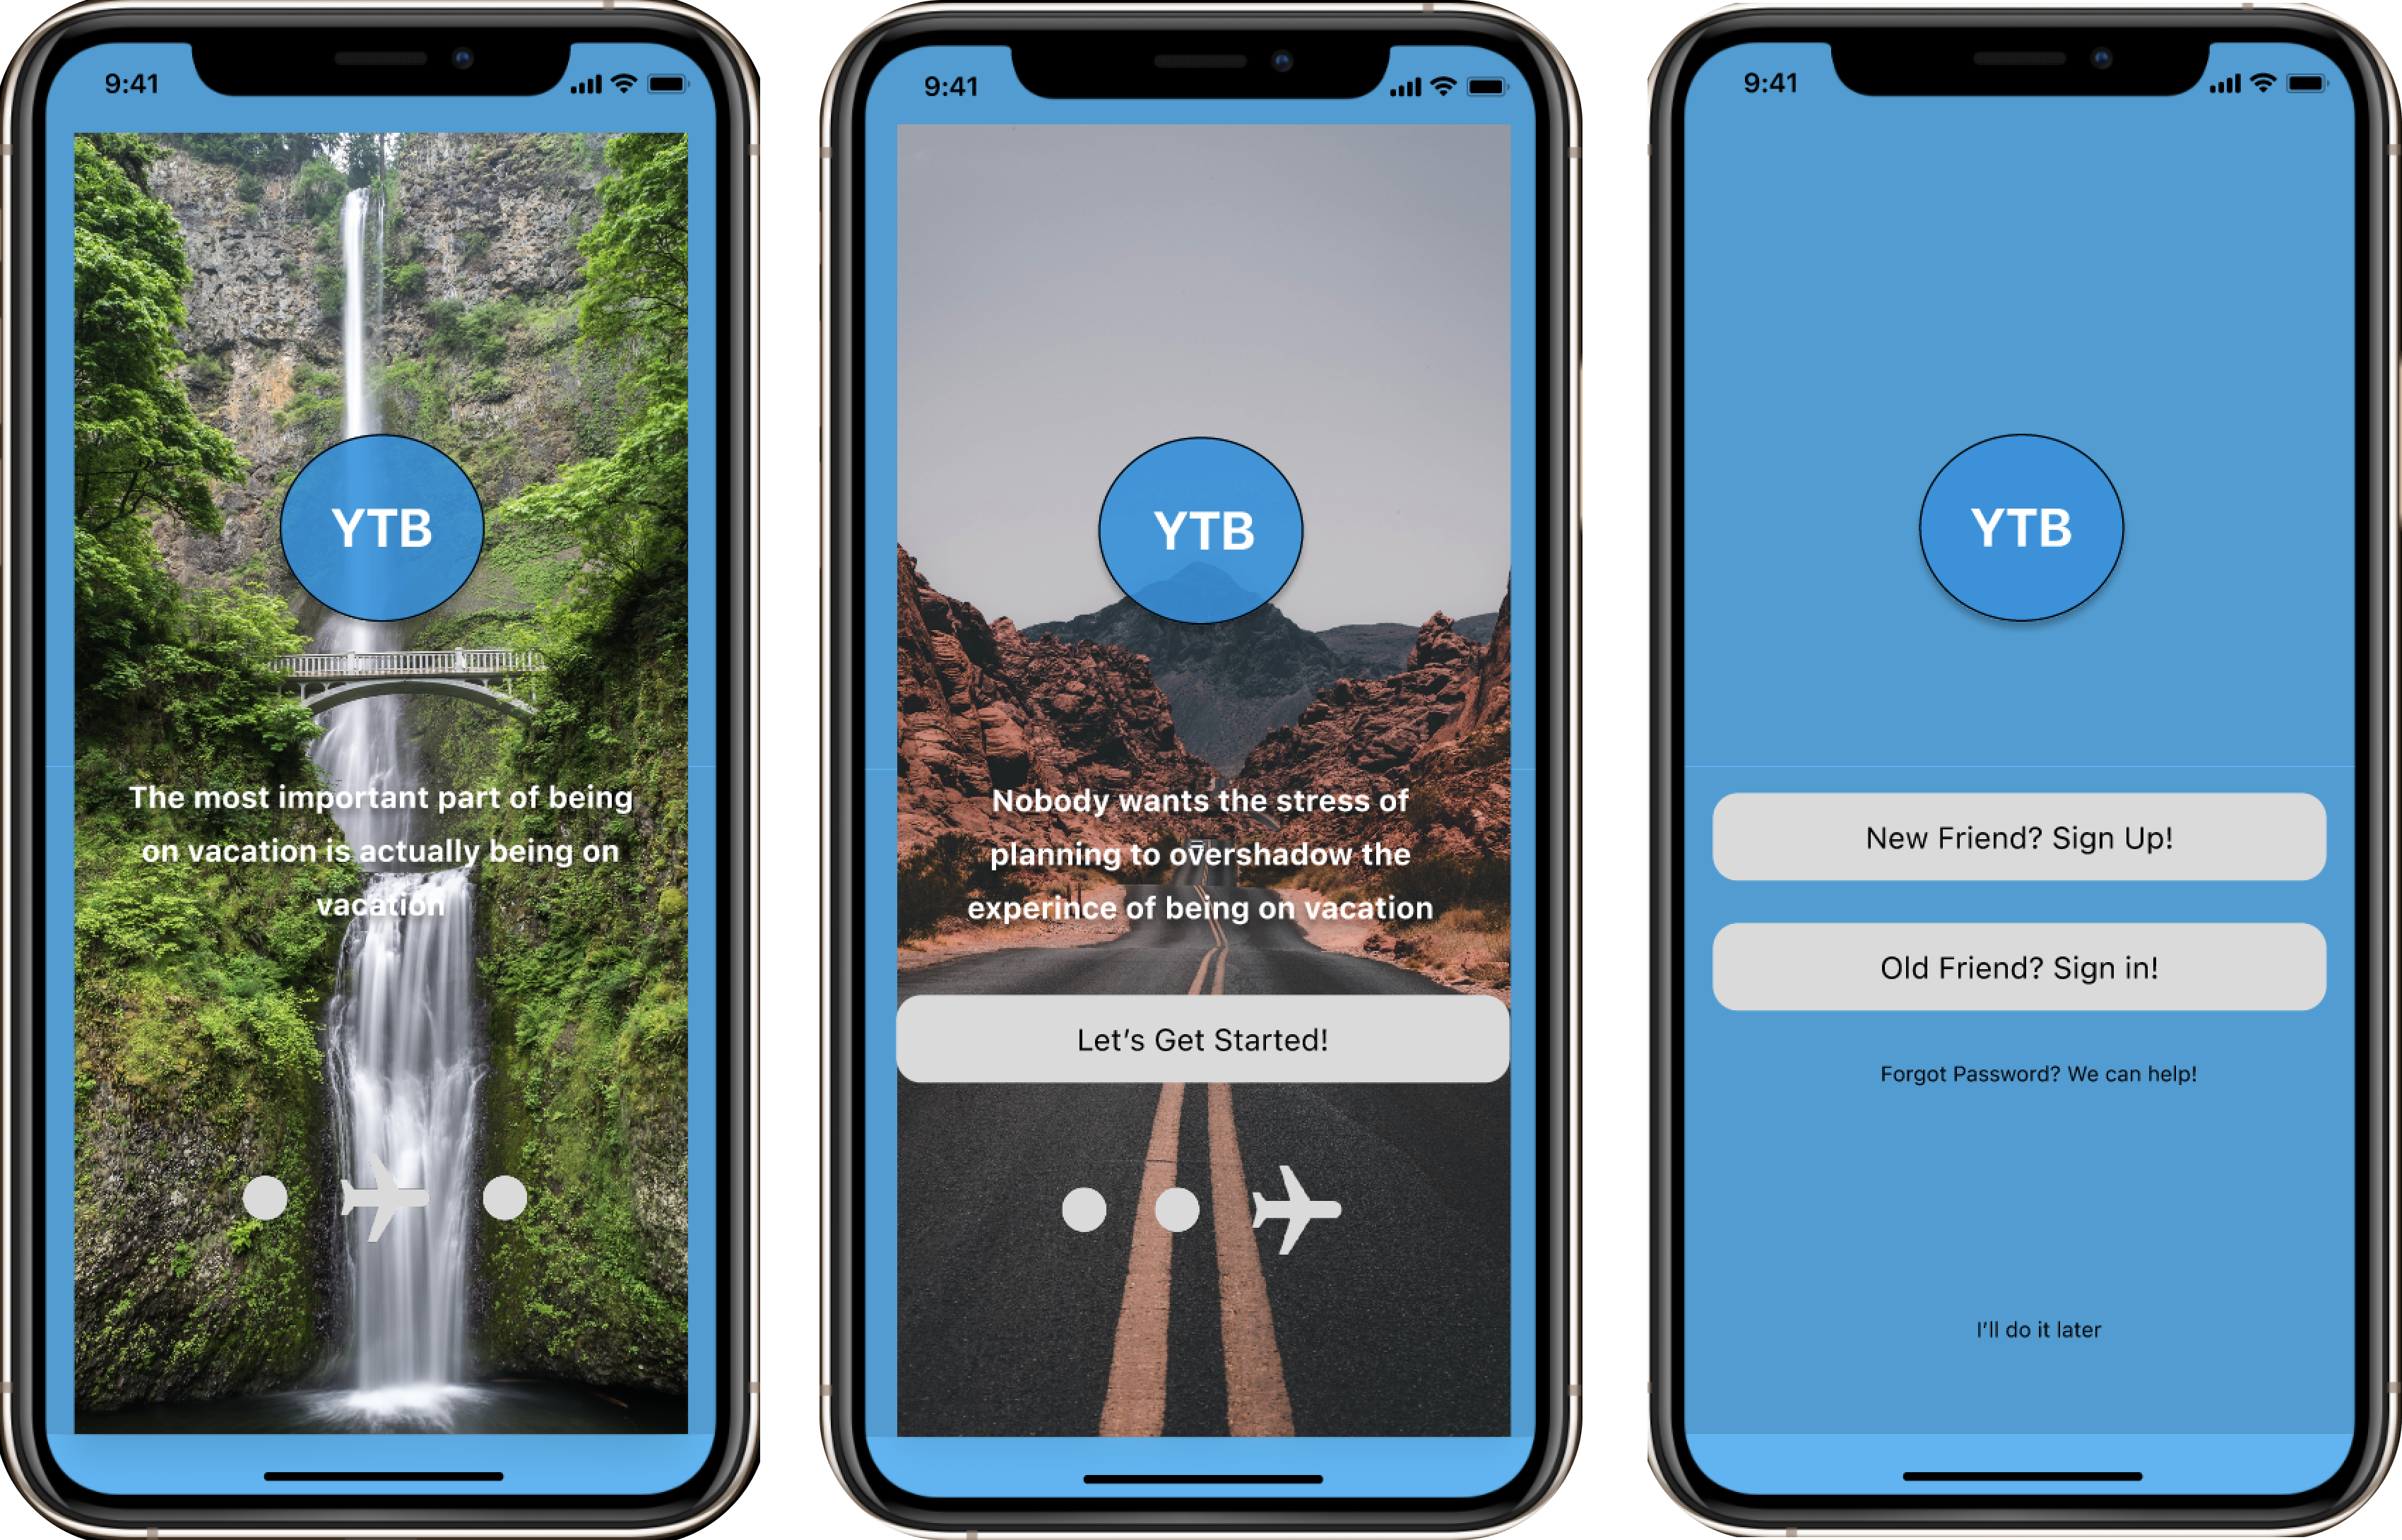 9:41
YTB
The most important part of being
on vacation is actually being on
vacation
9:41
YTB
Nobody wants the stress of
planning to overshadow the
experince of being on vacation
Let's Get Started!
9:41
YTB
New Friend? Sign Up!
Old Friend? Sign in!
Forgot Password? We can help!
I'll do it later